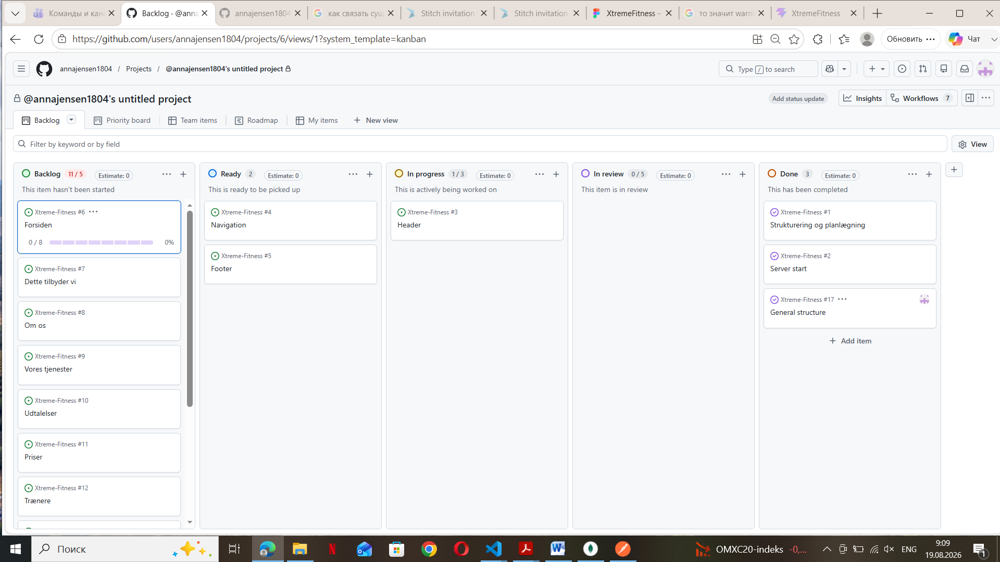 Команды и кана
Backlog · @anna
annajensen1804
как связать сущ
Stitch invitation
Stitch invitation
XtremeFitness –
то значит warni
XtremeFitness
https://github.com/users/annajensen1804/projects/6/views/1?system_template=kanban
Обновить
Чат
annajensen1804 / Projects / @annajensen1804's untitled project
Type / to search
@annajensen1804's untitled project
Add status update
Insights
Workflows 7
Backlog
Priority board
Team items
Roadmap
My items
New view
Filter by keyword or by field
View
Backlog 11 / 5 Estimate: 0
This item hasn't been started
Xtreme-Fitness #6
Forsiden
0 / 8 0%
Xtreme-Fitness #7
Dette tilbyder vi
Xtreme-Fitness #8
Om os
Xtreme-Fitness #9
Vores tjenester
Xtreme-Fitness #10
Udtalelser
Xtreme-Fitness #11
Priser
Xtreme-Fitness #12
Trænere
Ready 2 Estimate: 0
This is ready to be picked up
Xtreme-Fitness #4
Navigation
Xtreme-Fitness #5
Footer
In progress 1 / 3 Estimate: 0
This is actively being worked on
Xtreme-Fitness #3
Header
In review 0 / 5 Estimate: 0
This item is in review
Done 3 Estimate: 0
This has been completed
Xtreme-Fitness #1
Strukturering og planlægning
Xtreme-Fitness #2
Server start
Xtreme-Fitness #17
General structure
Add item
Поиск
OMXC20-indeks -0,...
ENG
9:09
19.08.2026
1